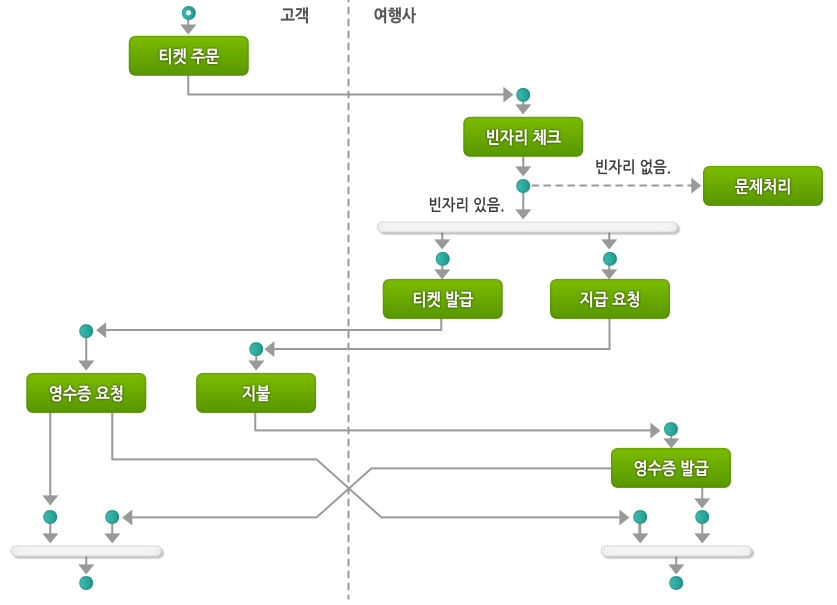 고객
여행사
티켓 주문
빈자리 체크
빈자리 없음.
문제처리
빈자리 있음.
티켓 발급
지급 요청
영수증 요청
지불
영수증 발급